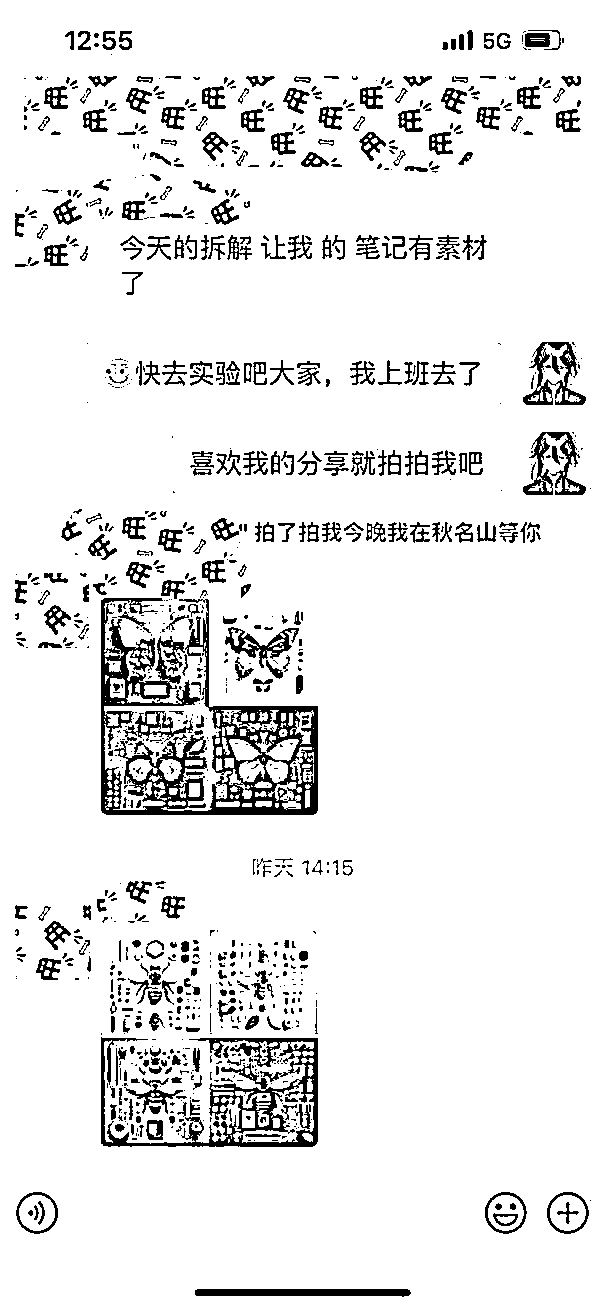 12:55
5G
今天的拆解 让我 的 笔记有素材
了
快去实验吧大家，我上班去了
喜欢我的分享就拍拍我吧
" 拍了拍我今晚我在秋名山等你
昨天 14:15